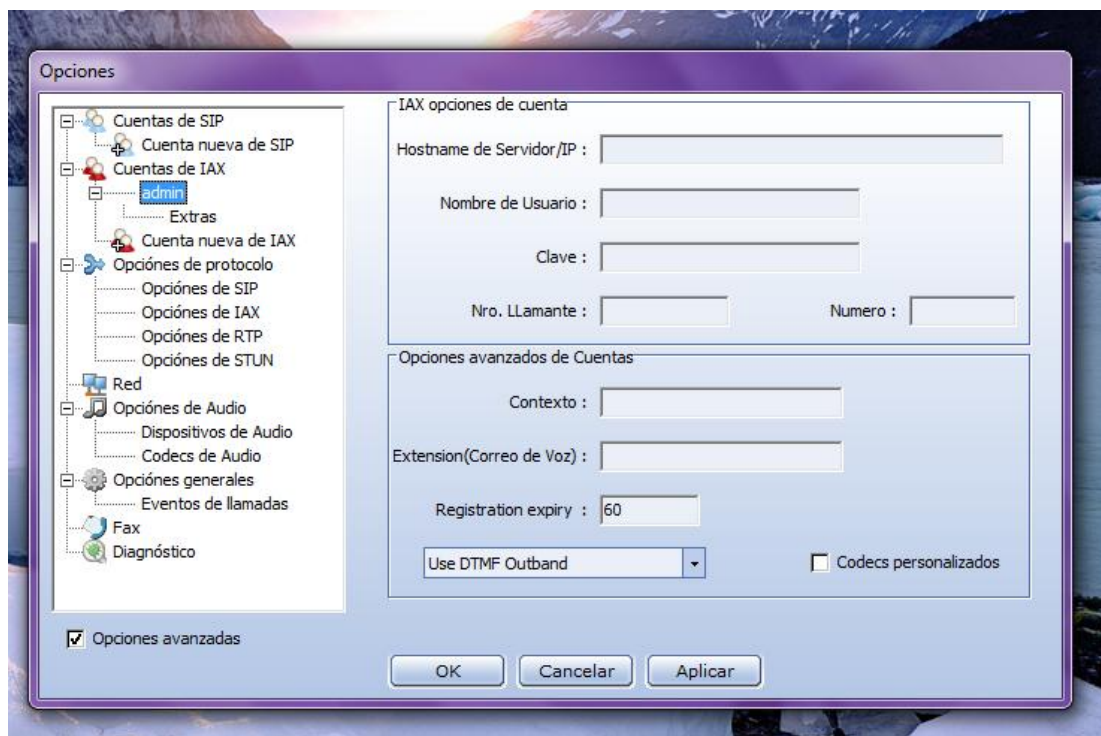 Opciones
Cuentas de SIP
Cuenta nueva de SIP
Cuentas de IAX
admin
Extras
Cuenta nueva de IAX
Opciónes de protocolo
Opciónes de SIP
Opciónes de IAX
Opciónes de RTP
Opciónes de STUN
Red
Opciónes de Audio
Dispositivos de Audio
Codecs de Audio
Opciónes generales
Eventos de llamadas
Fax
Diagnóstico
Opciones avanzadas
IAX opciones de cuenta
Hostname de Servidor/IP :
Nombre de Usuario :
Clave :
Nro. LLamante : Numero :
Opciones avanzados de Cuentas
Contexto :
Extension(Correo de Voz) :
Registration expiry : 60
Use DTMF Outband Codecs personalizados
OK Cancelar Aplicar